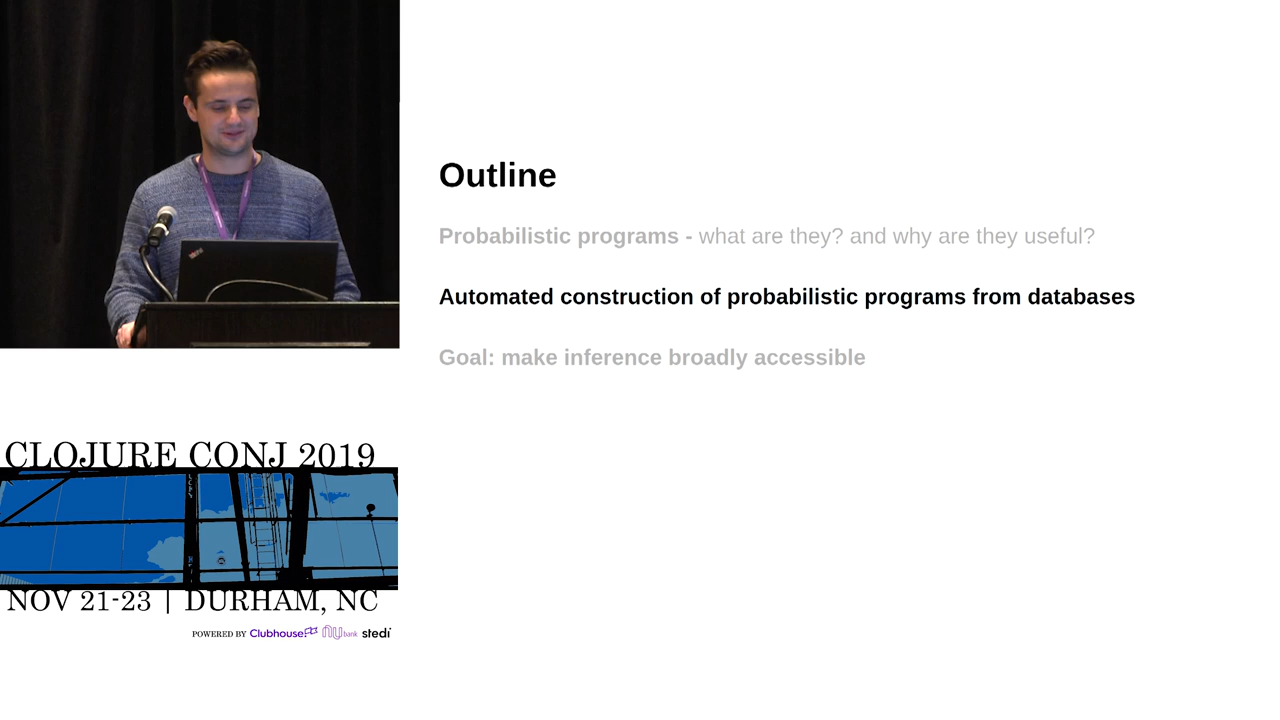 Outline
Probabilistic programs - what are they? and why are they useful?
Automated construction of probabilistic programs from databases
Goal: make inference broadly accessible
CLOJURE CONJ 2019
NOV 21-23 | DURHAM, NC
POWERED BY Clubhouse nu bank stedi